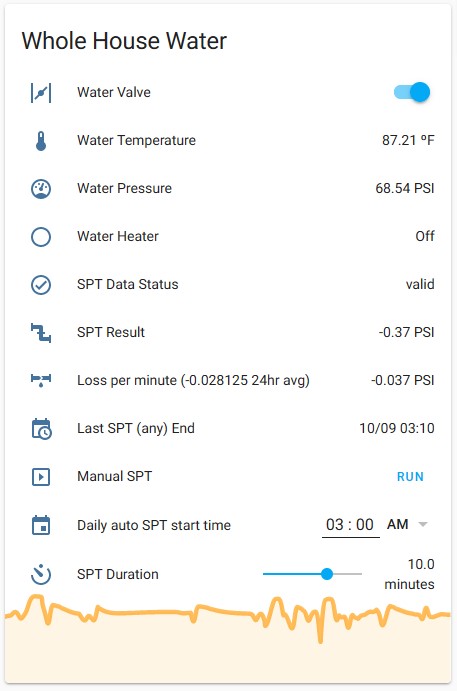 Whole House Water
Water Valve
Water Temperature 87.21 ºF
Water Pressure 68.54 PSI
Water Heater Off
SPT Data Status valid
SPT Result -0.37 PSI
Loss per minute (-0.028125 24hr avg) -0.037 PSI
Last SPT (any) End 10/09 03:10
Manual SPT RUN
Daily auto SPT start time 03 : 00 AM
SPT Duration 10.0
minutes